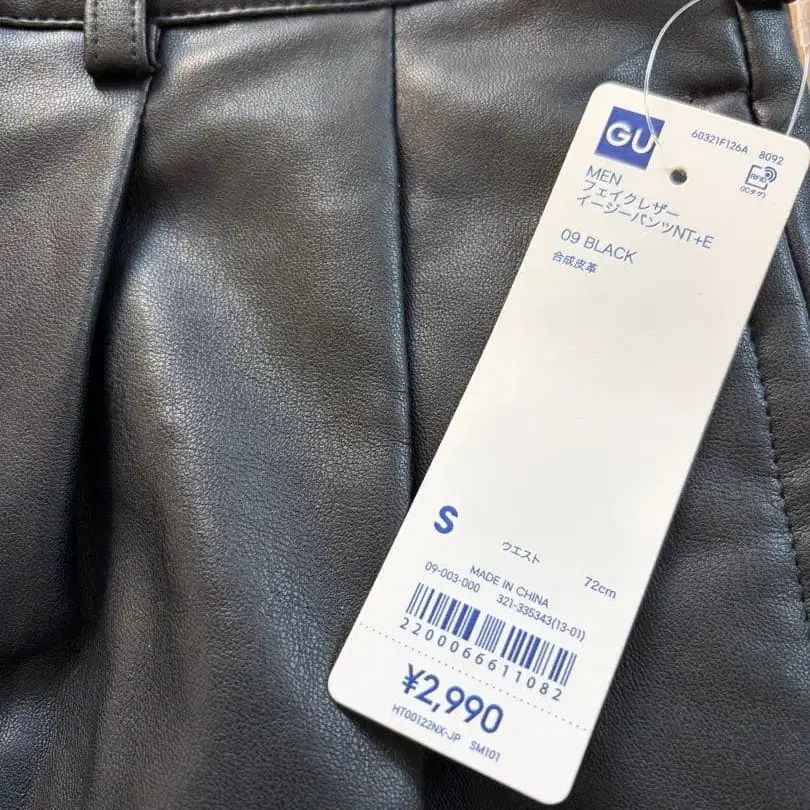 GU
60321F126A 8092
RFID
(ICタグ)
MEN
フェイクレザー
イージーパンツNT+E
09 BLACK
合成皮革
S
ウエスト 72cm
MADE IN CHINA
09-003-000 321-335343(13-01)
2200066611082
¥2,990
HT00122NX-JP SM101